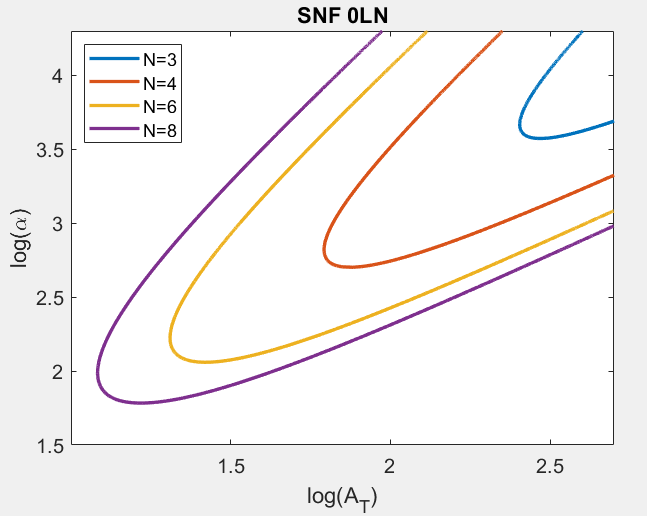 SNF 0LN
N=3
N=4
N=6
N=8
4
3.5
3
2.5
2
1.5
log(α)
1.5
2
2.5
log(A_T)